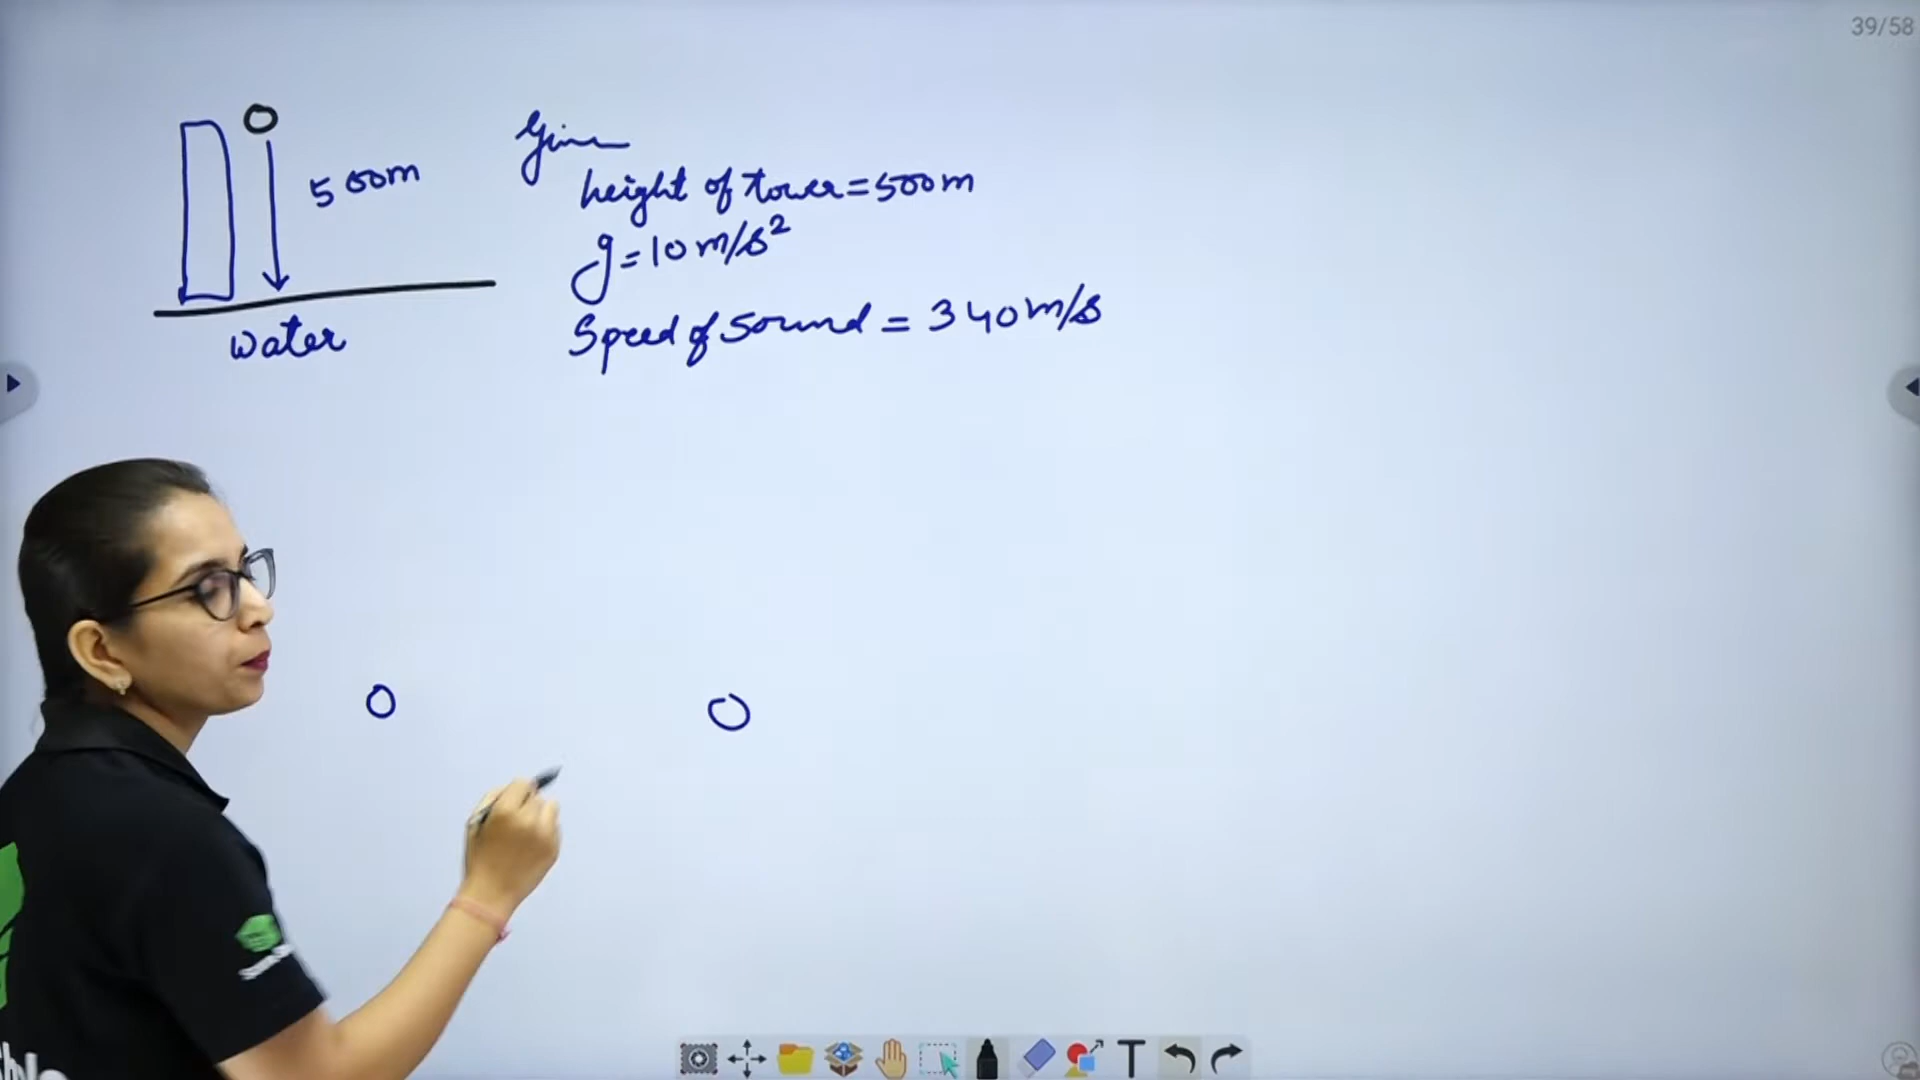 39/58
500m
Given
height of tower = 500m
g = 10 m/s²
Speed of sound = 340 m/s
water
T